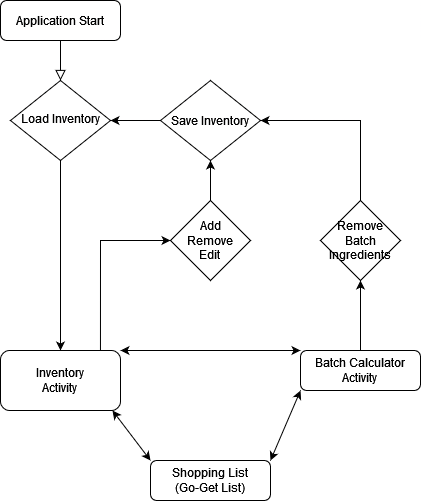 Application Start
Load Inventory
Save Inventory
Add
Remove
Edit
Remove
Batch
Ingredients
Inventory
Activity
Batch Calculator
Activity
Shopping List
(Go-Get List)